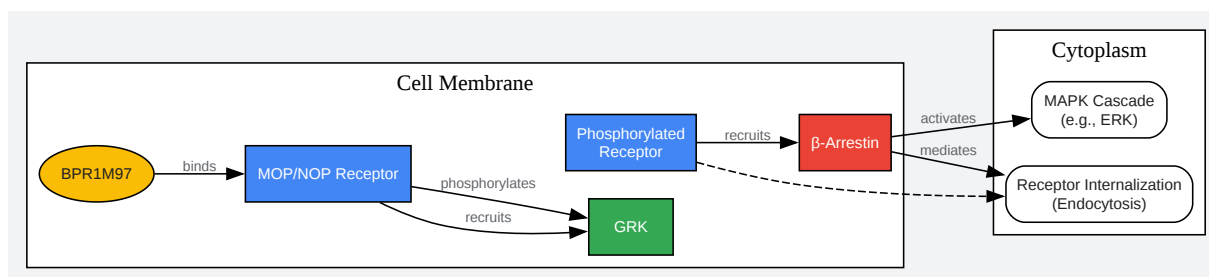 Cell Membrane
BPR1M97
binds
MOP/NOP Receptor
phosphorylates
recruits
GRK
Phosphorylated
Receptor
recruits
β-Arrestin
activates
mediates
Cytoplasm
MAPK Cascade
(e.g., ERK)
Receptor Internalization
(Endocytosis)